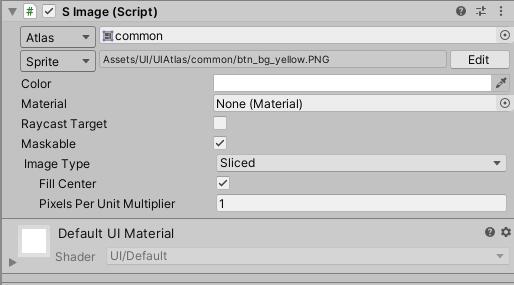 S Image (Script)
Atlas common
Sprite Assets/UI/UIAtlas/common/btn_bg_yellow.PNG Edit
Color
Material None (Material)
Raycast Target
Maskable
Image Type Sliced
Fill Center
Pixels Per Unit Multiplier 1
Default UI Material
Shader UI/Default